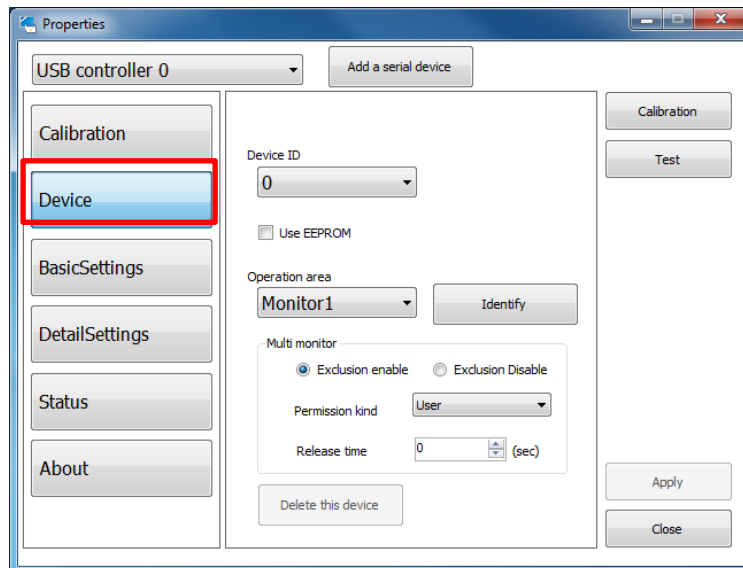 Properties
USB controller 0
Add a serial device
Calibration
Device
BasicSettings
DetailSettings
Status
About
Device ID
0
Use EEPROM
Operation area
Monitor1
Identify
Multi monitor
Exclusion enable
Exclusion Disable
Permission kind
User
Release time
0
(sec)
Delete this device
Calibration
Test
Apply
Close